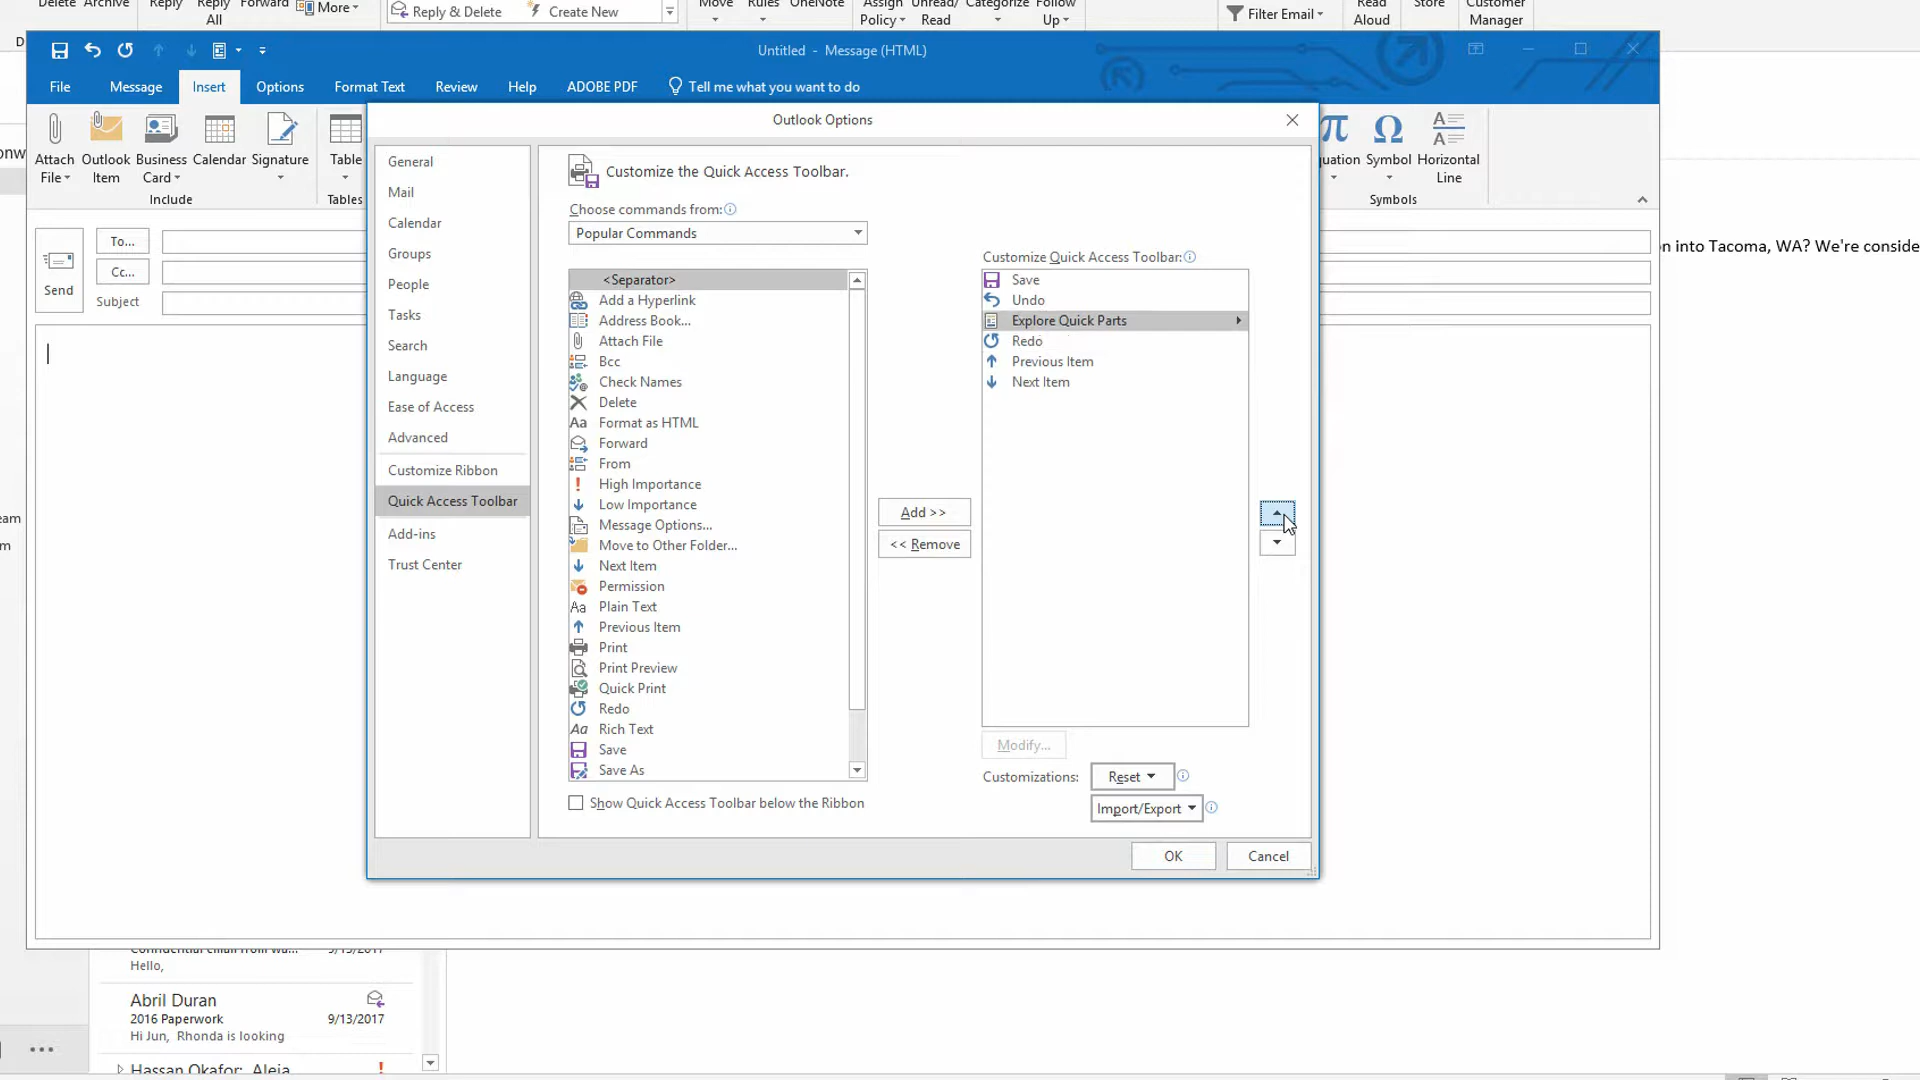 Delete Archive Reply Reply All Forward More Reply & Delete Create New Move Rules OneNote Assign Policy Unread/ Read Categorize Follow Up Filter Email Read Aloud Store Customer Manager
Untitled - Message (HTML)
File Message Insert Options Format Text Review Help ADOBE PDF Tell me what you want to do
Attach File Outlook Item Business Card Calendar Signature Table
Symbol Horizontal Line
Include Tables Symbols
Send
To...
Cc...
Subject
on into Tacoma, WA? We're conside
Outlook Options
General
Mail
Calendar
Groups
People
Tasks
Search
Language
Ease of Access
Advanced
Customize Ribbon
Quick Access Toolbar
Add-ins
Trust Center
Customize the Quick Access Toolbar.
Choose commands from:
Popular Commands
<Separator>
Add a Hyperlink
Address Book...
Attach File
Bcc
Check Names
Delete
Format as HTML
Forward
From
High Importance
Low Importance
Message Options...
Move to Other Folder...
Next Item
Permission
Plain Text
Previous Item
Print
Print Preview
Quick Print
Redo
Rich Text
Save
Save As
Show Quick Access Toolbar below the Ribbon
Add >>
<< Remove
Customize Quick Access Toolbar:
Save
Undo
Explore Quick Parts
Redo
Previous Item
Next Item
Modify...
Customizations: Reset
Import/Export
OK Cancel
9/13/2017
Hello,
Abril Duran
2016 Paperwork 9/13/2017
Hi Jun, Rhonda is looking
Hassan Okafor; Aleja